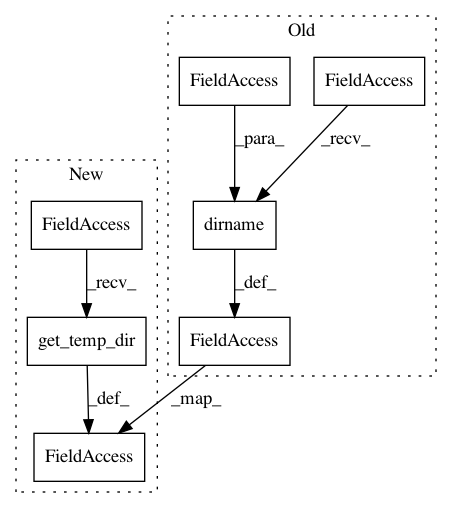 Old
FieldAccess
FieldAccess
_para_
_recv_
New
FieldAccess
dirname
_recv_
_def_
get_temp_dir
FieldAccess
_def_
_map_
FieldAccess